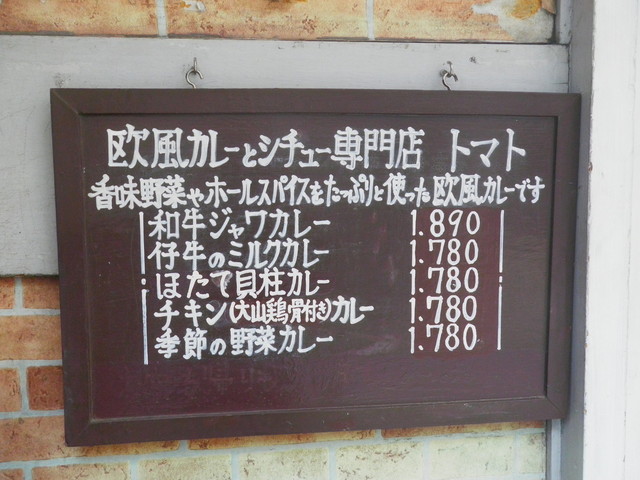 欧風カレーとシチュー専門店 トマト
香味野菜やホールスパイスをたっぷりと使った欧風カレーです
和牛ジャワカレー 1.890
仔牛のミルクカレー 1.780
ほたて貝柱カレー 1.780
チキン(大山鶏骨付き)カレー 1.780
季節の野菜カレー 1.780